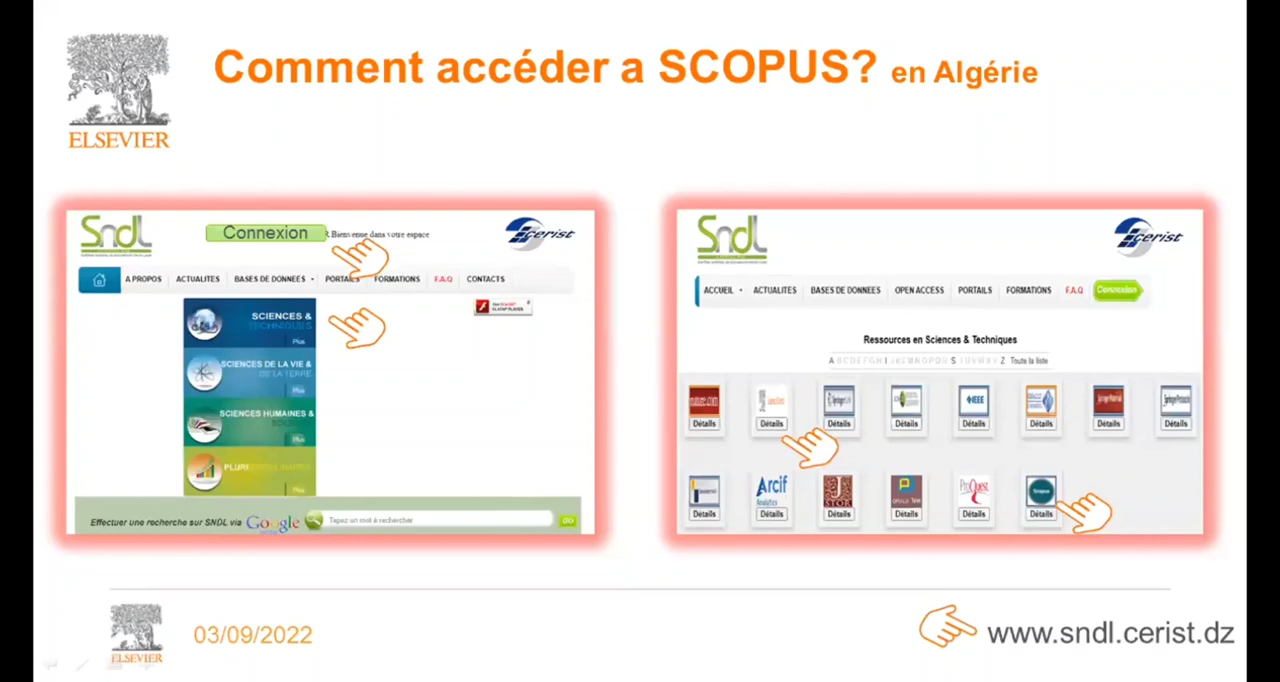 Comment accéder a SCOPUS? en Algérie
ELSEVIER
Sndl
Connexion
Bienvenue dans votre espace
cerist
A PROPOS ACTUALITES BASES DE DONNEES PORTAILS FORMATIONS F.A.Q CONTACTS
SCIENCES &
TECHNIQUES
Plus
SCIENCES DE LA VIE &
DE LA TERRE
Plus
SCIENCES HUMAINES &
Plus
Plus
Effectuer une recherche sur SNDL via Google Tapez un mot à rechercher GO
Sndl
cerist
ACCUEIL ACTUALITES BASES DE DONNEES OPEN ACCESS PORTAILS FORMATIONS F.A.Q Connexion
Ressources en Sciences & Techniques
Toute la liste
IEEE
Détails Détails Détails Détails Détails Détails Détails Détails
Arcif
Analytics
JSTOR
ProQuest
Détails Détails Détails Détails Détails Détails
ELSEVIER
03/09/2022
www.sndl.cerist.dz